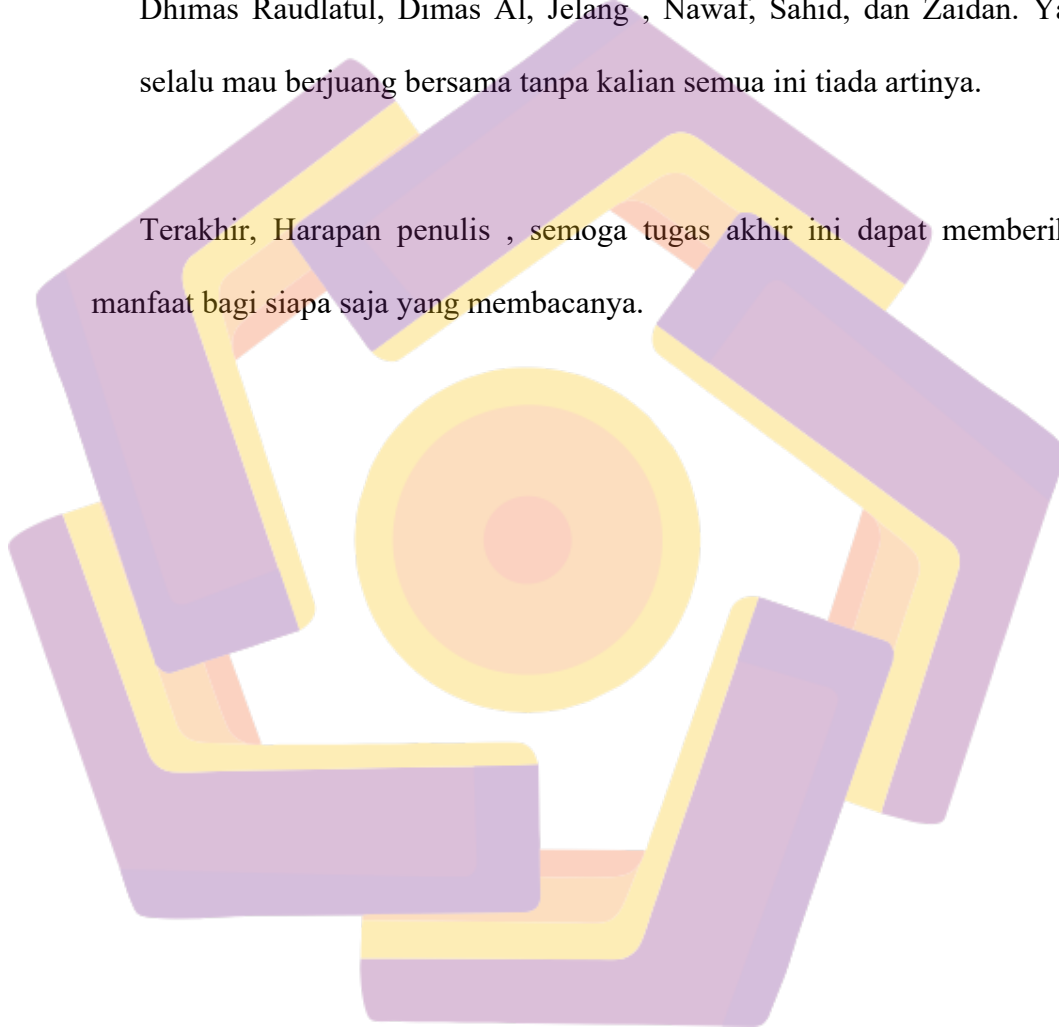 Dhimas Raudlatul, Dimas Al, Jelang , Nawaf, Sahid, dan Zaidan.
selalu mau berjuang bersama tanpa kalian semua ini tiada artinya.
Terakhir, Harapan penulis , semoga tugas akhir ini dapat
manfaat bagi siapa saja yang membacanya.